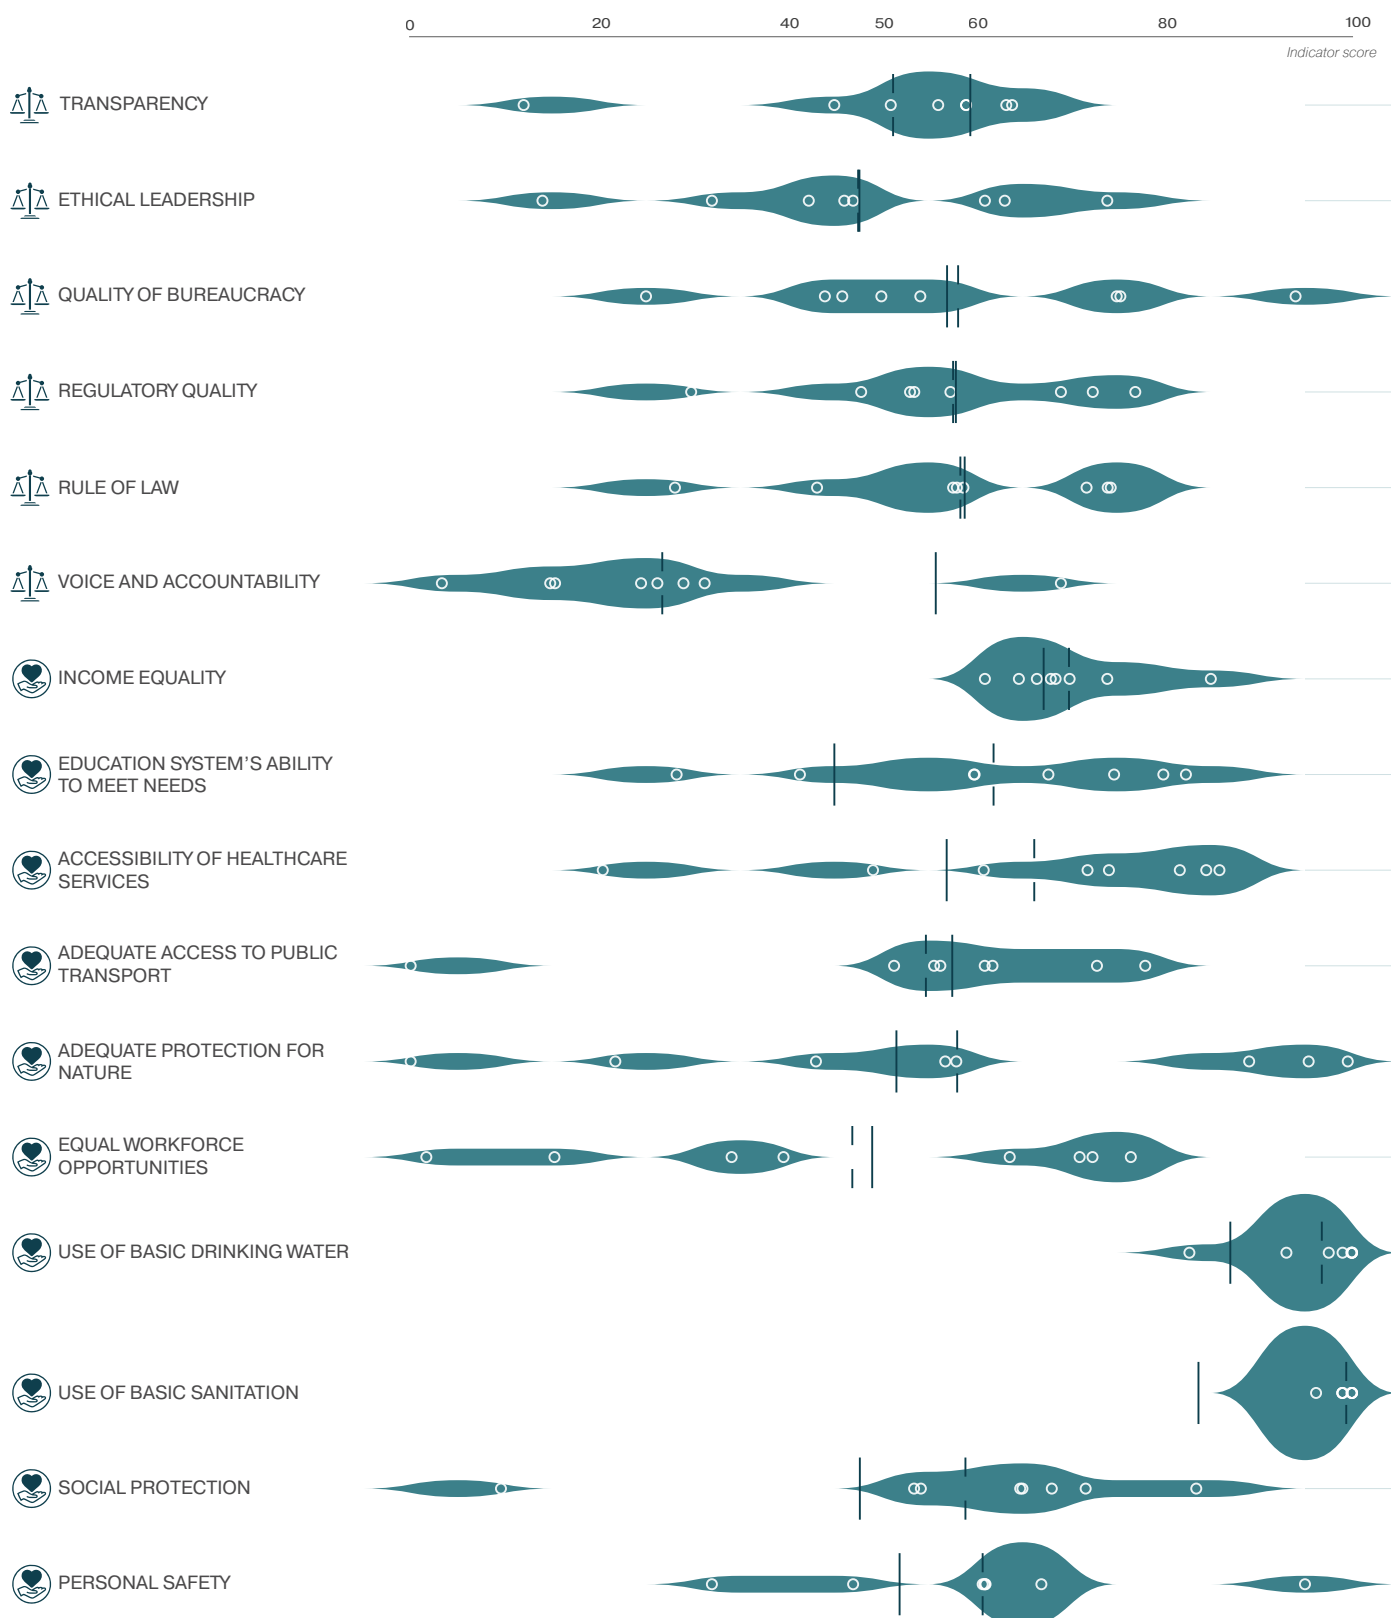 0 20 40 50 60 80 100
Indicator score
TRANSPARENCY
ETHICAL LEADERSHIP
QUALITY OF BUREAUCRACY
REGULATORY QUALITY
RULE OF LAW
VOICE AND ACCOUNTABILITY
INCOME EQUALITY
EDUCATION SYSTEM'S ABILITY
TO MEET NEEDS
ACCESSIBILITY OF HEALTHCARE
SERVICES
ADEQUATE ACCESS TO PUBLIC
TRANSPORT
ADEQUATE PROTECTION FOR
NATURE
EQUAL WORKFORCE
OPPORTUNITIES
USE OF BASIC DRINKING WATER
USE OF BASIC SANITATION
SOCIAL PROTECTION
PERSONAL SAFETY